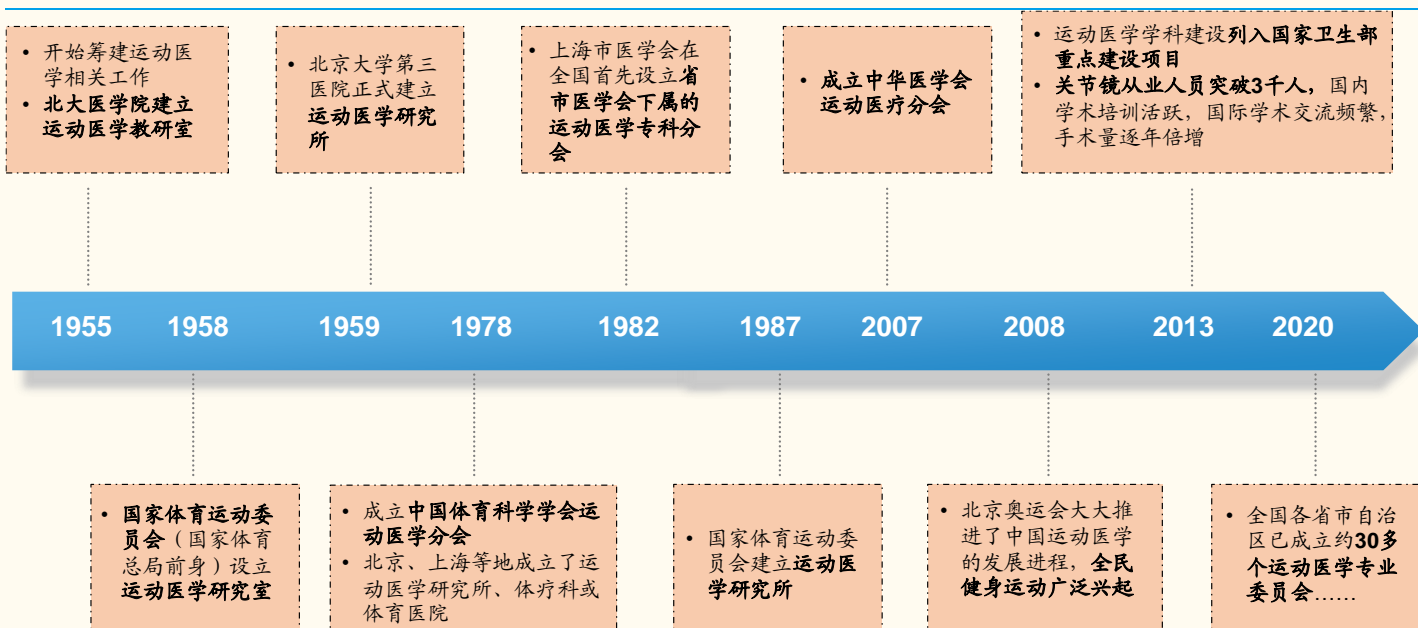 • 开始筹建运动医
学相关工作
• 北大医学院建立
运动医学教研室
• 北京大学第三
医院正式建立
运动医学研究
所
• 上海市医学会在
全国首先设立省
市医学会下属的
运动医学专科分
会
• 成立中华医学会
运动医疗分会
• 运动医学学科建设列入国家卫生部
重点建设项目
• 关节镜从业人员突破3千人，国内
学术培训活跃，国际学术交流频繁，
手术量逐年倍增
1955 1958 1959 1978 1982 1987 2007 2008 2013 2020
• 国家体育运动委
员会（国家体育
总局前身）设立
运动医学研究室
• 成立中国体育科学学会运
动医学分会
• 北京、上海等地成立了运
动医学研究所、体疗科或
体育医院
• 国家体育运动委
员会建立运动医
学研究所
• 北京奥运会大大推
进了中国运动医学
的发展进程，全民
健身运动广泛兴起
• 全国各省市自治
区已成立约30多
个运动医学专业
委员会……